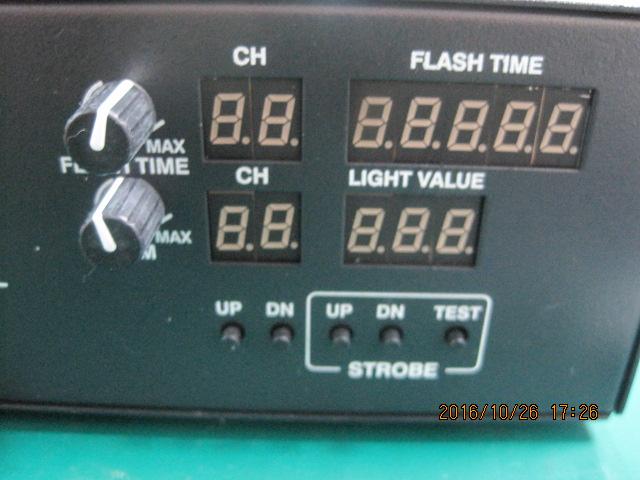 CH
FLASH TIME
MAX
TIME
CH
LIGHT VALUE
MAX
UP DN UP DN TEST
STROBE
2016/10/26 17:26